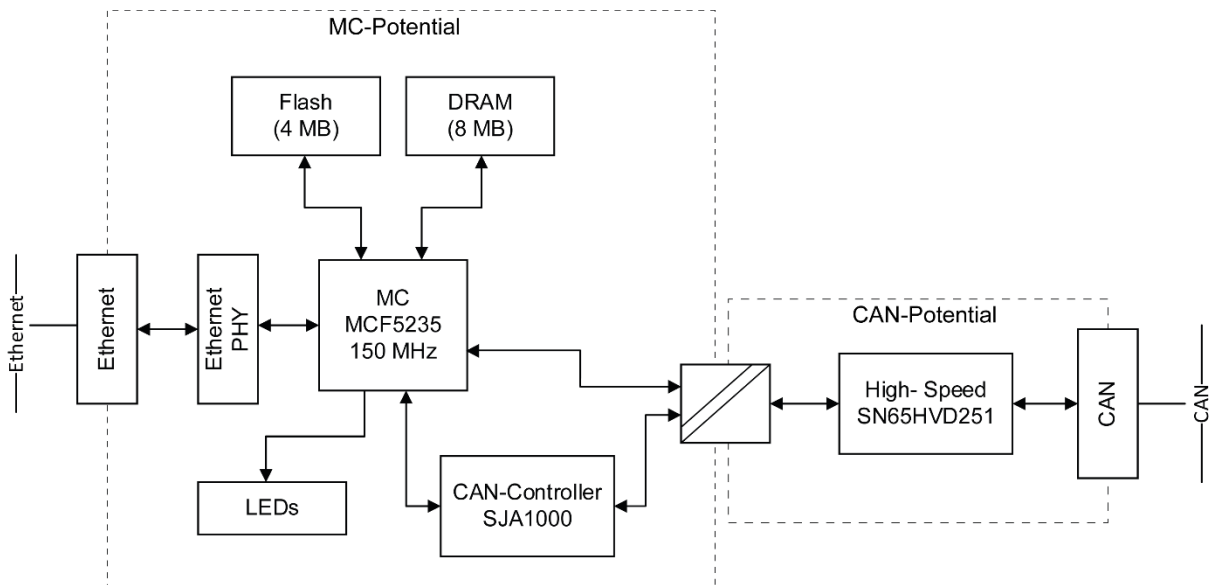 MC-Potential
Flash
(4 MB)
DRAM
(8 MB)
Ethernet
Ethernet
Ethernet
PHY
MC
MCF5235
150 MHz
LEDs
CAN-Controller
SJA1000
CAN-Potential
High- Speed
SN65HVD251
CAN
CAN